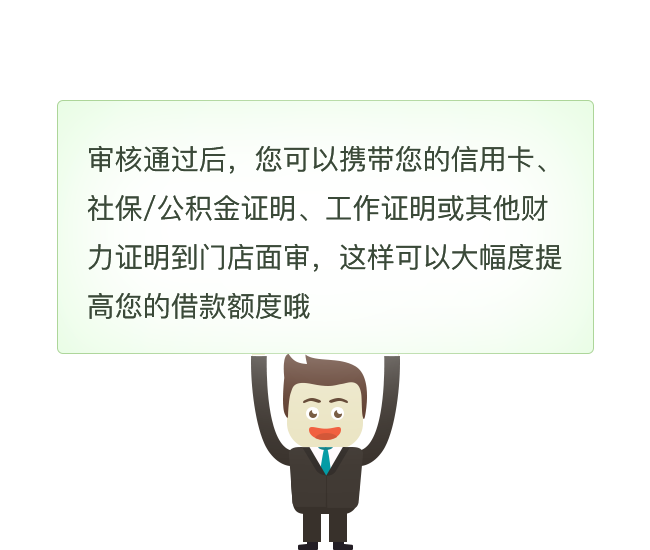 审核通过后，您可以携带您的信用卡、
社保/公积金证明、工作证明或其他财
力证明到门店面审，这样可以大幅度提
高您的借款额度哦